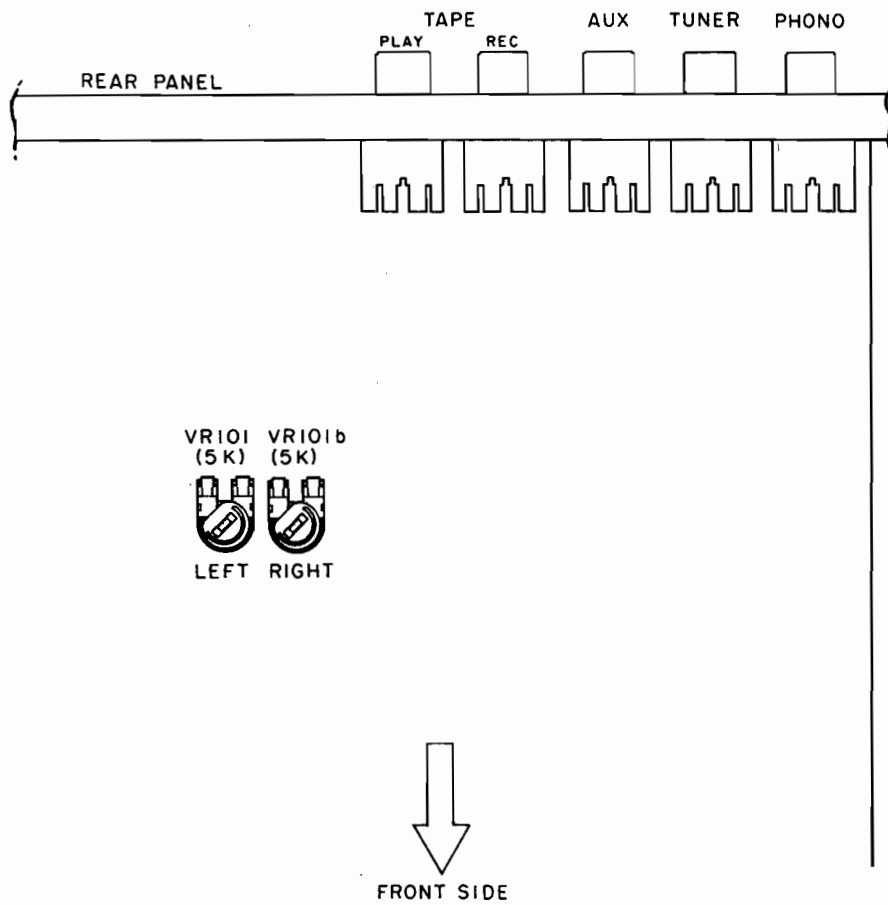 TAPE AUX TUNER PHONO
PLAY REC
REAR PANEL
VR101 VR101b
(5K) (5K)
LEFT RIGHT
FRONT SIDE